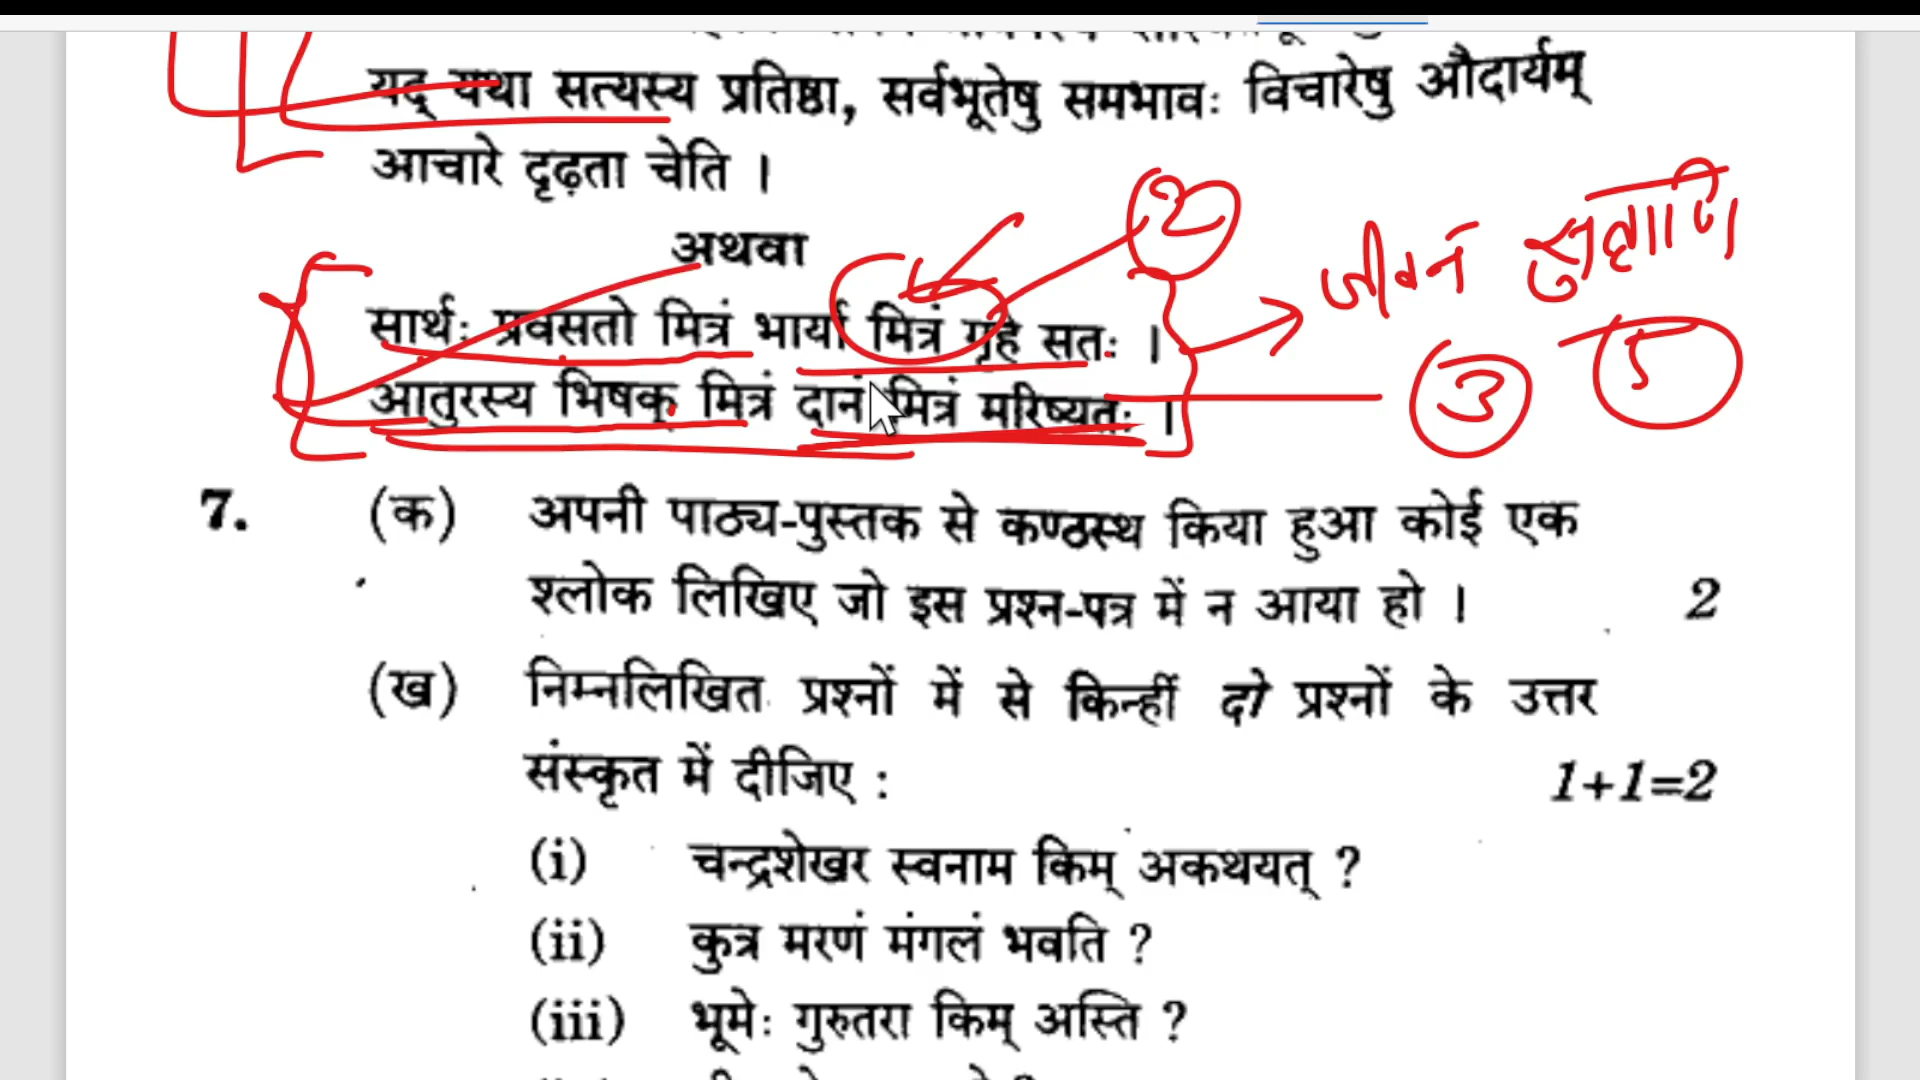 यद् यथा सत्यस्य प्रतिष्ठा, सर्वभूतेषु समभावः विचारेषु औदार्यम्
आचारे दृढ़ता चेति ।
अथवा
२
जीवन
सार्थः प्रवसतो मित्रं भार्या मित्रं गृहे सतः ।
आतुरस्य भिषक् मित्रं दानं मित्रं मरिष्यतः ।
3 5
7. (क) अपनी पाठ्य-पुस्तक से कण्ठस्थ किया हुआ कोई एक
श्लोक लिखिए जो इस प्रश्न-पत्र में न आया हो । 2
(ख) निम्नलिखित प्रश्नों में से किन्हीं दो प्रश्नों के उत्तर
संस्कृत में दीजिए : 1+1=2
(i) चन्द्रशेखर स्वनाम किम् अकथयत् ?
(ii) कुत्र मरणं मंगलं भवति ?
(iii) भूमेः गुरुतरा किम् अस्ति ?